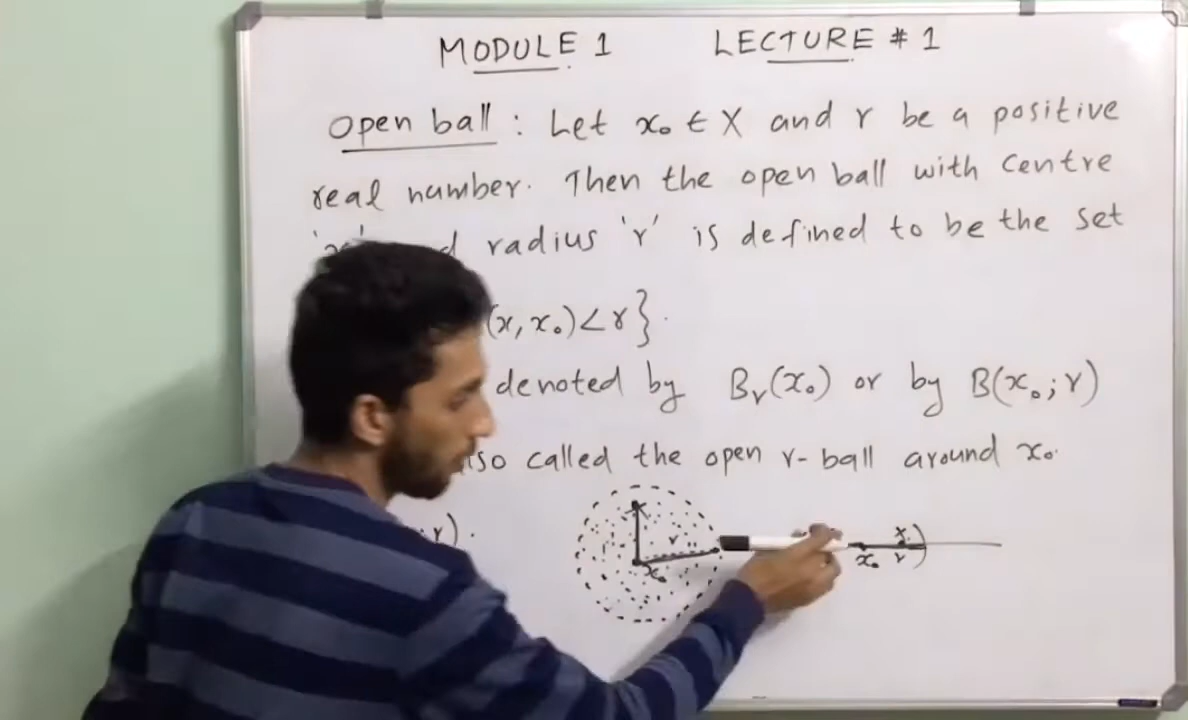 MODULE 1 LECTURE # 1
Open ball : Let x₀ ∈ X and r be a positive
real number. Then the open ball with centre
radius 'r' is defined to be the set
(x, x₀) < r}.
denoted by Bᵣ(x₀) or by B(x₀; r)
so called the open r-ball around x₀.
r).
r
x₀
x
x₀ r )